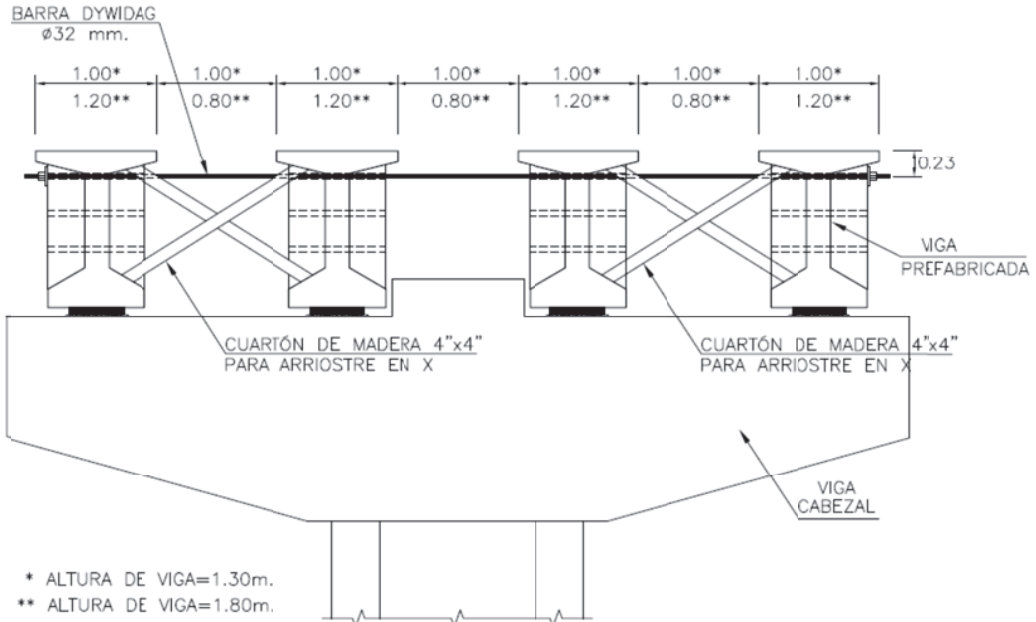 BARRA DYWIDAG
ø32 mm.
1.00* 1.00* 1.00* 1.00* 1.00* 1.00* 1.00*
1.20** 0.80** 1.20** 0.80** 1.20** 0.80** 1.20**
0.23
VIGA
PREFABRICADA
CUARTÓN DE MADERA 4"x4"
PARA ARRIOSTRE EN X
CUARTÓN DE MADERA 4"x4"
PARA ARRIOSTRE EN X
VIGA
CABEZAL
* ALTURA DE VIGA=1.30m.
** ALTURA DE VIGA=1.80m.